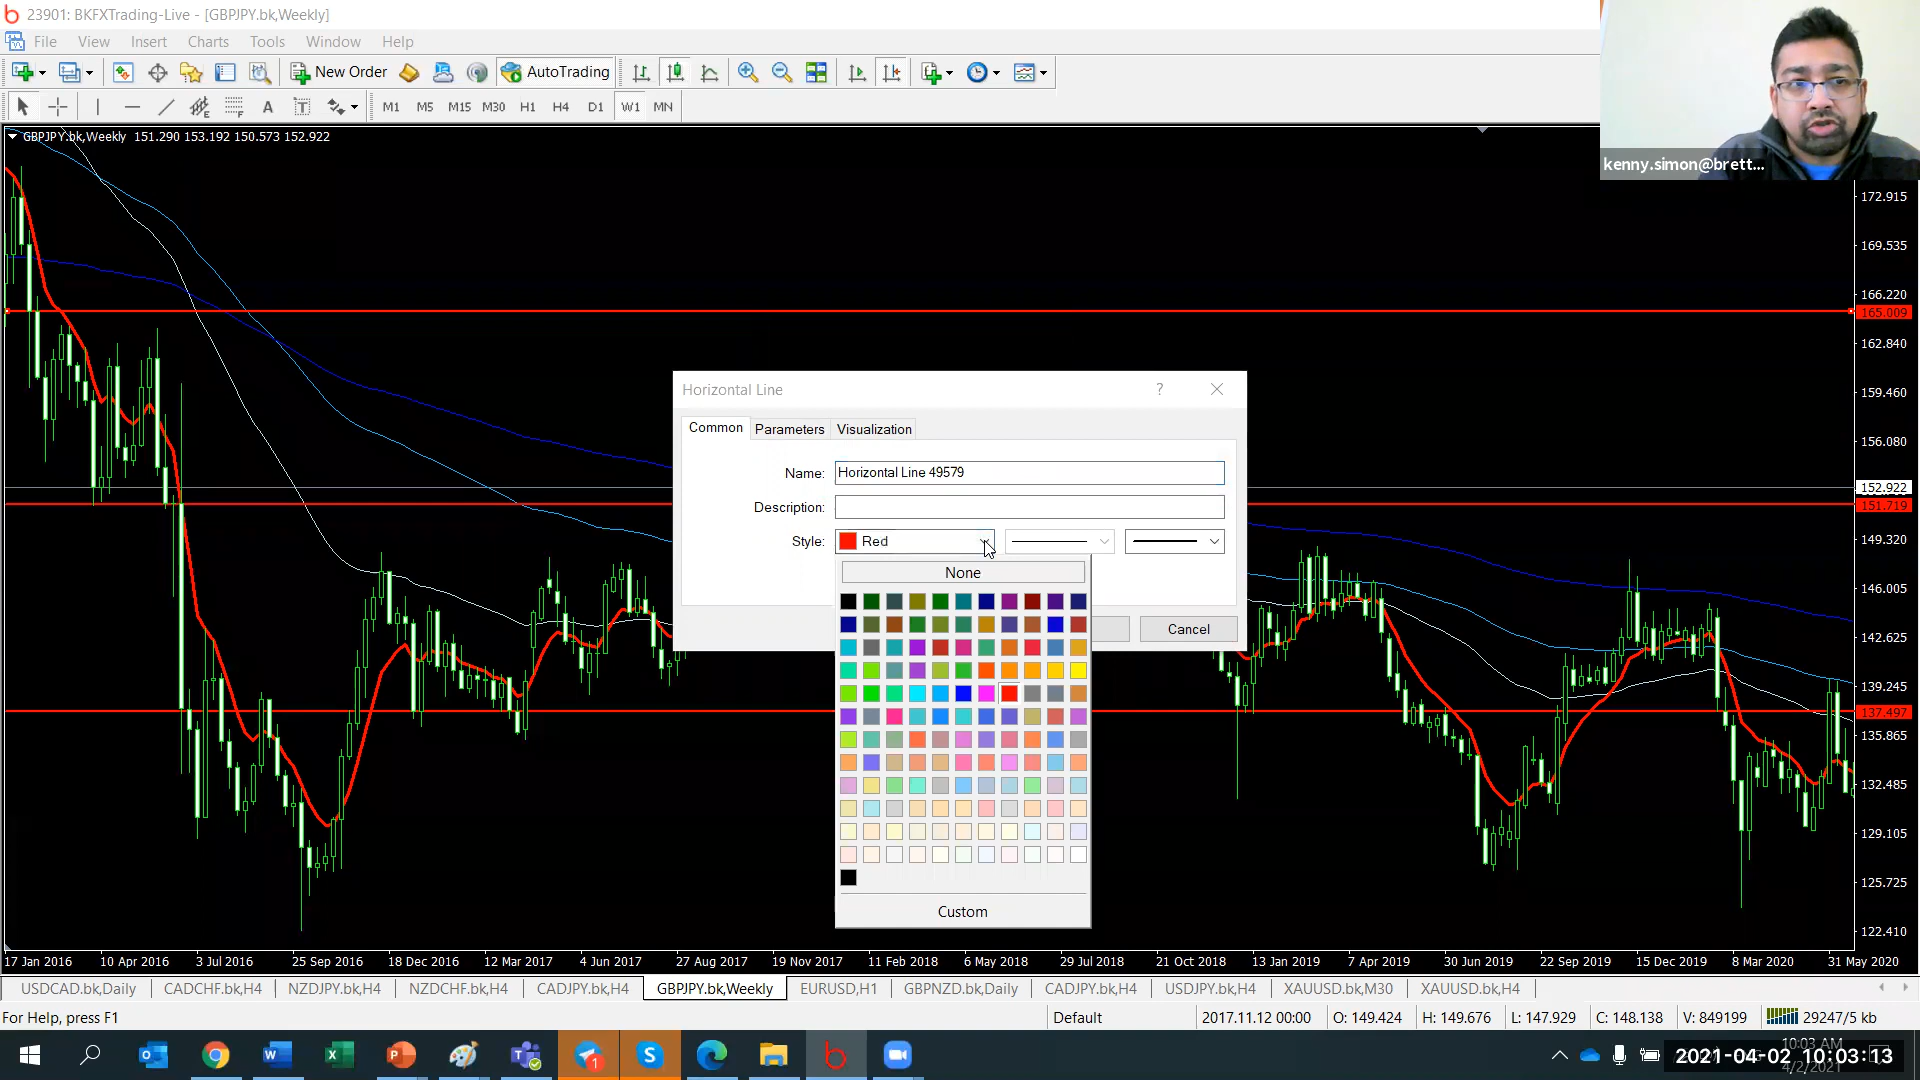 23901: BKFXTrading-Live - [GBPJPY.bk,Weekly]
File View Insert Charts Tools Window Help
New Order AutoTrading
M1 M5 M15 M30 H1 H4 D1 W1 MN
GBPJPY.bk,Weekly 151.290 153.192 150.573 152.922
kenny.simon@brett...
172.915
169.535
166.220
165.009
162.840
159.460
156.080
152.922
151.719
149.320
146.005
142.625
139.245
137.497
135.865
132.485
129.105
125.725
122.410
Horizontal Line ?
Common Parameters Visualization
Name: Horizontal Line 49579
Description:
Style: Red
None
Cancel
Custom
17 Jan 2016 10 Apr 2016 3 Jul 2016 25 Sep 2016 18 Dec 2016 12 Mar 2017 4 Jun 2017 27 Aug 2017 19 Nov 2017 11 Feb 2018 6 May 2018 29 Jul 2018 21 Oct 2018 13 Jan 2019 7 Apr 2019 30 Jun 2019 22 Sep 2019 15 Dec 2019 8 Mar 2020 31 May 2020
USDCAD.bk,Daily CADCHF.bk,H4 NZDJPY.bk,H4 NZDCHF.bk,H4 CADJPY.bk,H4 GBPJPY.bk,Weekly EURUSD,H1 GBPNZD.bk,Daily CADJPY.bk,H4 USDJPY.bk,H4 XAUUSD.bk,M30 XAUUSD.bk,H4
For Help, press F1 Default 2017.11.12 00:00 O: 149.424 H: 149.676 L: 147.929 C: 148.138 V: 849199 29247/5 kb
10:03 AM
2021-04-02 10:03:13
4/2/2021